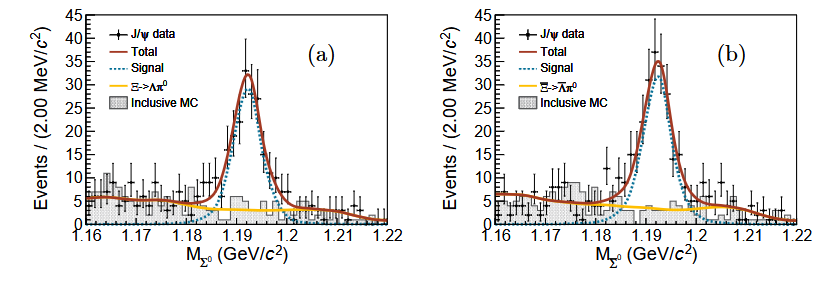 45
40
35
30
25
20
15
10
5
0
Events / (2.00 MeV/c²)
J/ψ data
Total
Signal
Ξ->Λπ⁰
Inclusive MC
(a)
1.16 1.17 1.18 1.19 1.2 1.21 1.22
M_Σ⁰ (GeV/c²)
45
40
35
30
25
20
15
10
5
0
Events / (2.00 MeV/c²)
J/ψ data
Total
Signal
Ξ̅->Λ̅π⁰
Inclusive MC
(b)
1.16 1.17 1.18 1.19 1.2 1.21 1.22
M_Σ̅⁰ (GeV/c²)